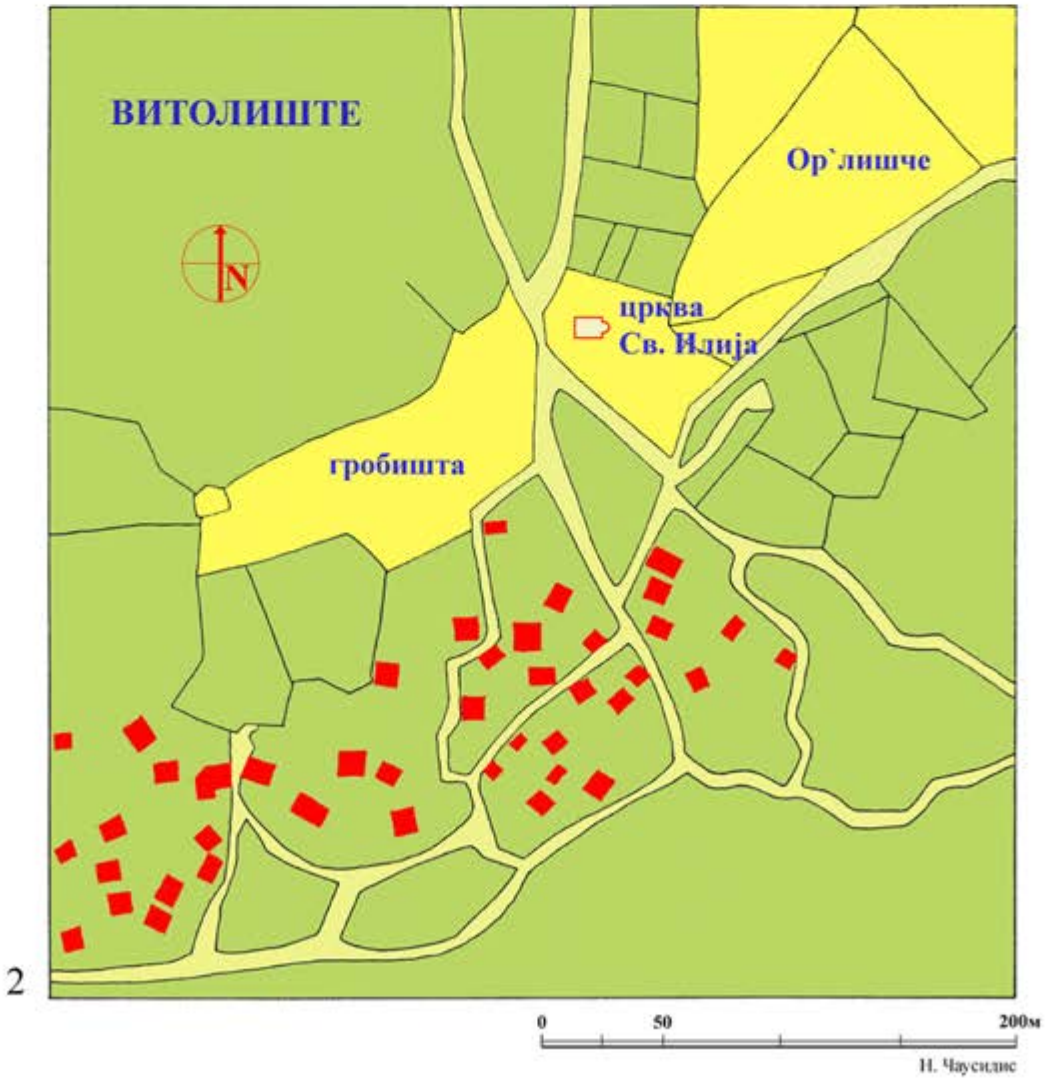 ВИТОЛИШТЕ
Ор`лишче
N
црква
Св. Илија
гробишта
2
0 50 200м
Н. Чаусидис